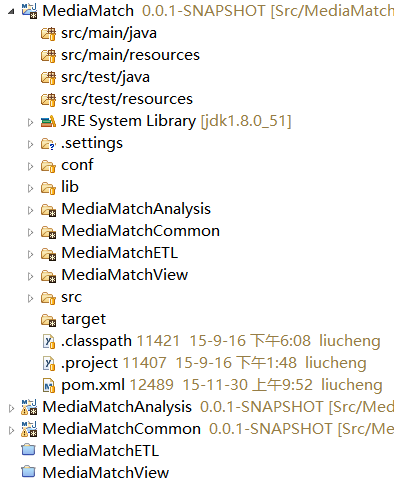 MediaMatch 0.0.1-SNAPSHOT [Src/MediaMatch
src/main/java
src/main/resources
src/test/java
src/test/resources
JRE System Library [jdk1.8.0_51]
.settings
conf
lib
MediaMatchAnalysis
MediaMatchCommon
MediaMatchETL
MediaMatchView
src
target
.classpath 11421 15-9-16 下午6:08 liucheng
.project 11407 15-9-16 下午1:48 liucheng
pom.xml 12489 15-11-30 上午9:52 liucheng
MediaMatchAnalysis 0.0.1-SNAPSHOT [Src/Med
MediaMatchCommon 0.0.1-SNAPSHOT [Src/Me
MediaMatchETL
MediaMatchView